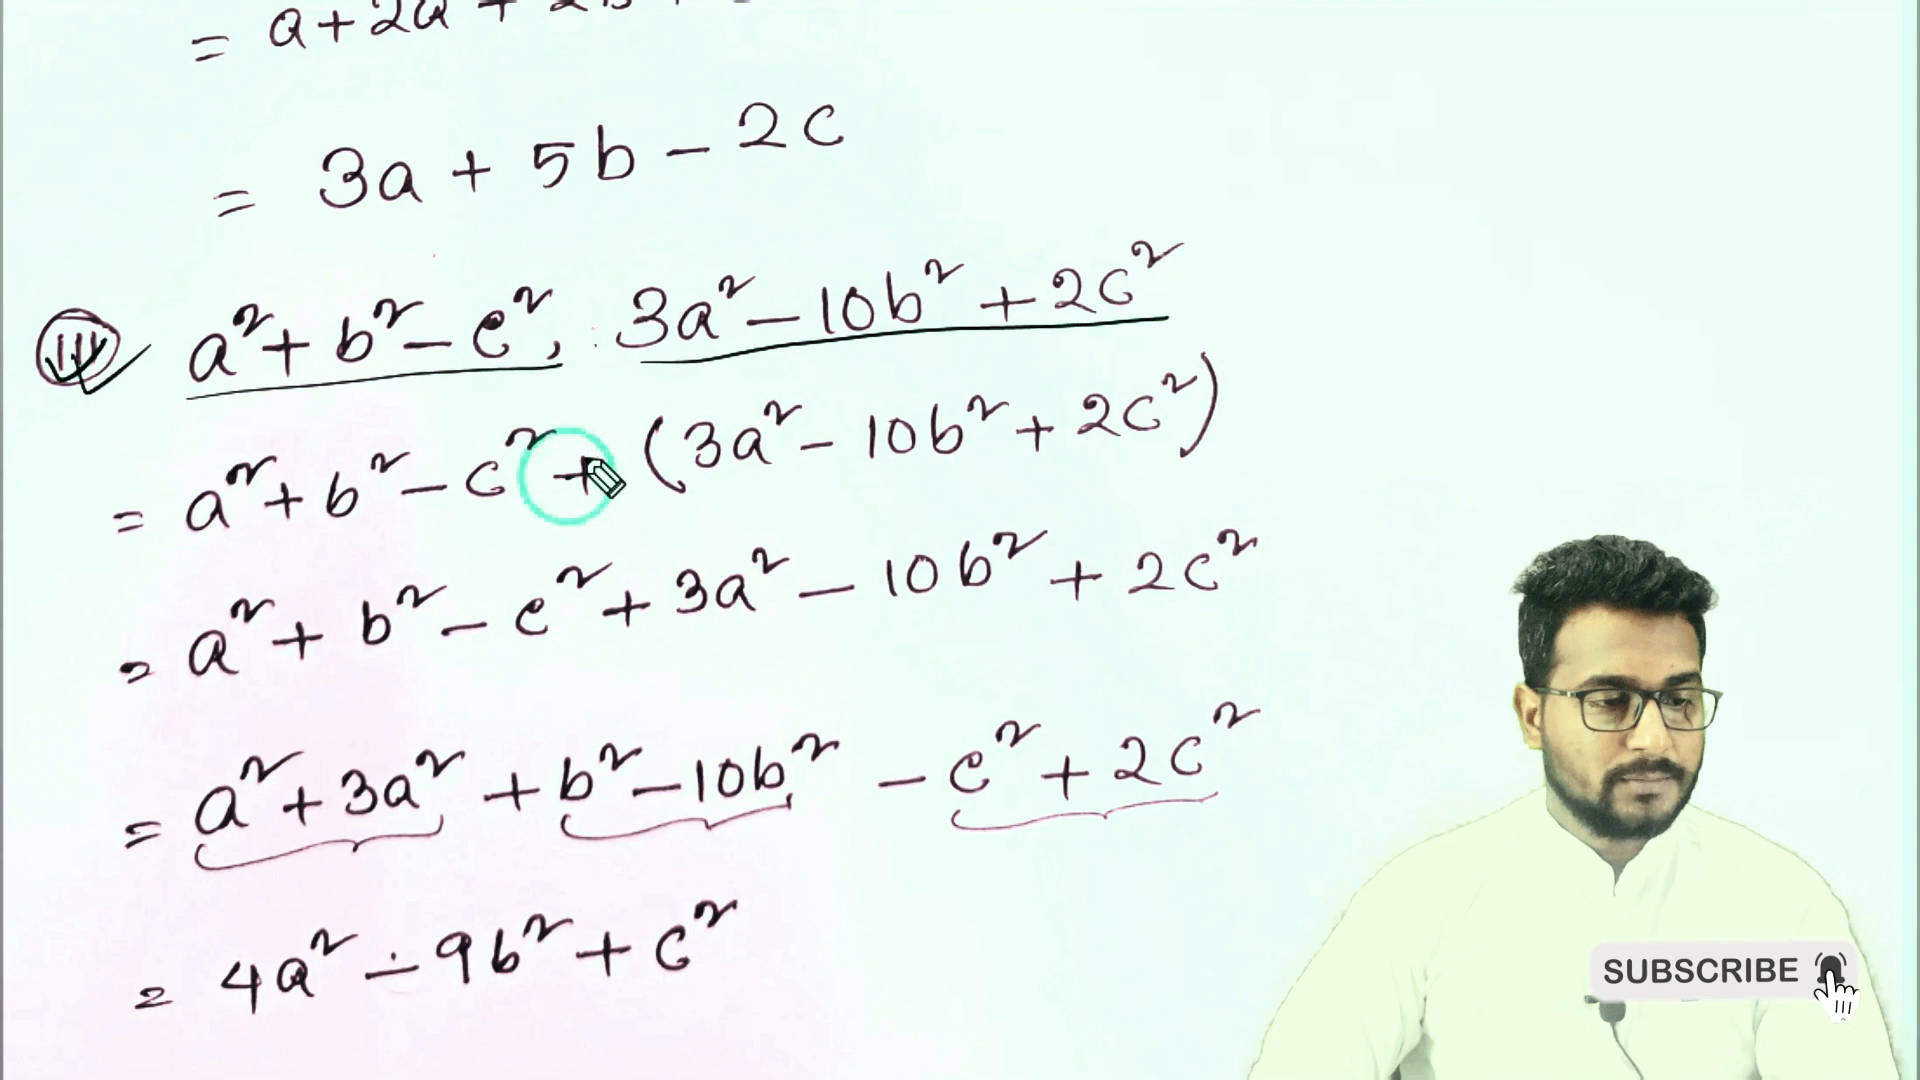 = a+2a +
= 3a + 5b - 2c
(iii) a² + b² - c², 3a² - 10b² + 2c²
= a² + b² - c² + (3a² - 10b² + 2c²)
= a² + b² - c² + 3a² - 10b² + 2c²
= a² + 3a² + b² - 10b² - c² + 2c²
= 4a² - 9b² + c²
SUBSCRIBE